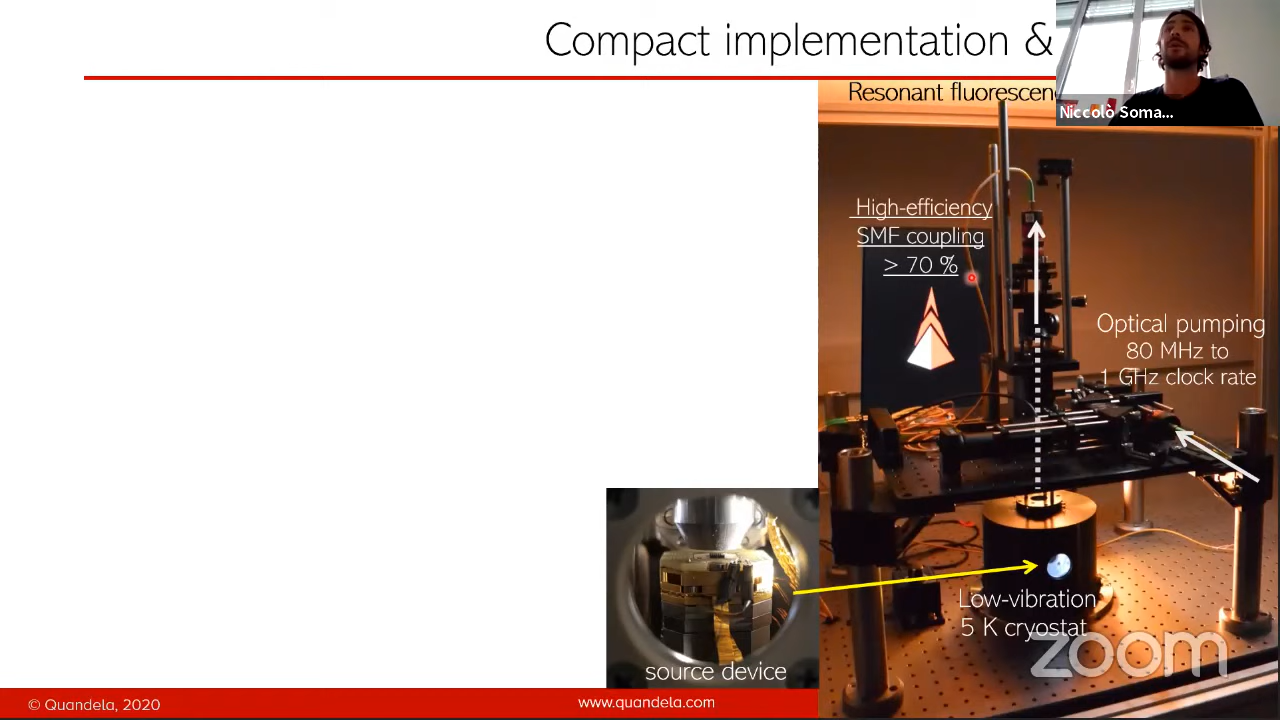 Compact implementation &
Niccolò Soma...
Resonant fluorescen
High-efficiency
SMF coupling
> 70 %
Optical pumping
80 MHz to
1 GHz clock rate
Low-vibration
5 K cryostat
zoom
source device
© Quandela, 2020
www.quandela.com